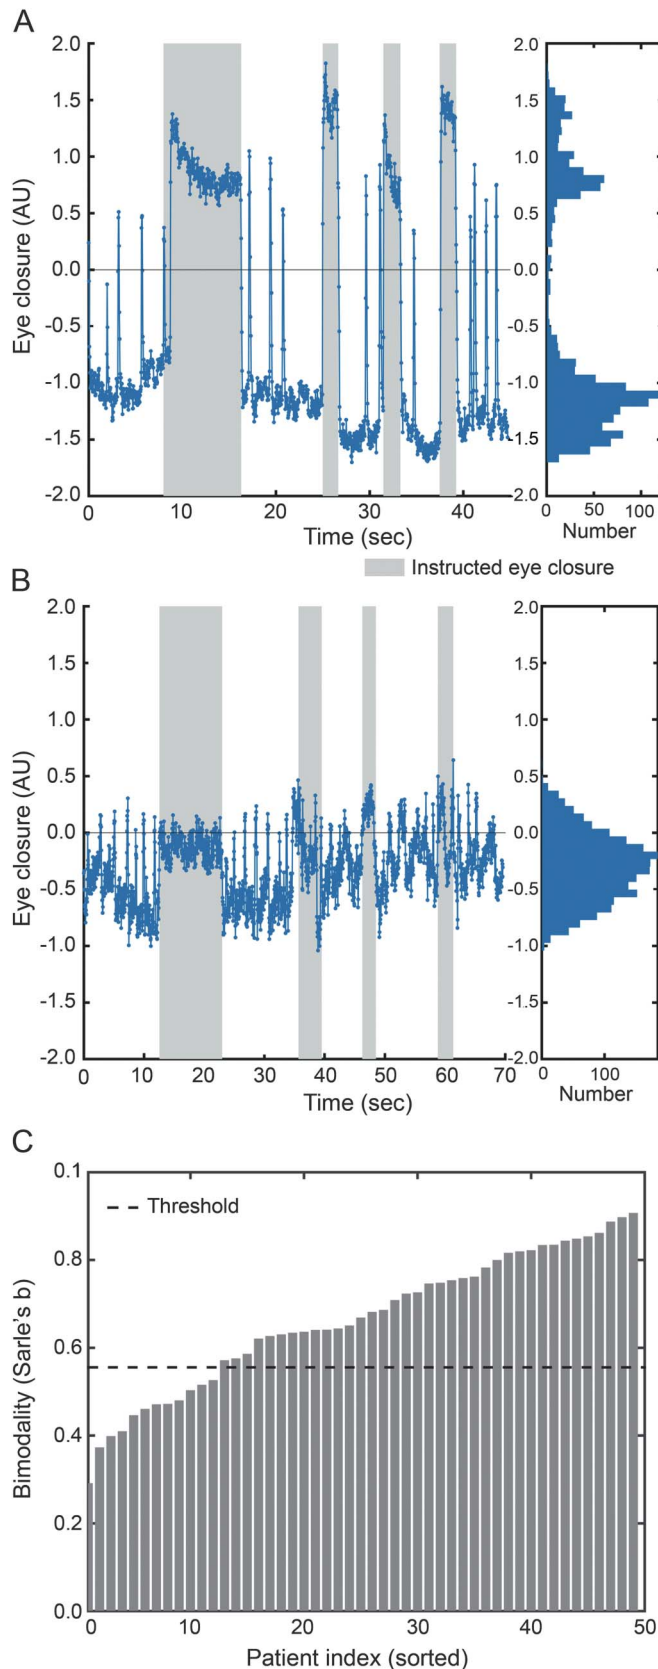 A
2.0
1.5
1.0
0.5
0.0
-0.5
-1.0
-1.5
-2.0
Eye closure (AU)
0 10 20 30 40
Time (sec)
2.0
1.5
1.0
0.5
0.0
-0.5
-1.0
-1.5
-2.0
0 50 100
Number
Instructed eye closure
B
2.0
1.5
1.0
0.5
0.0
-0.5
-1.0
-1.5
-2.0
Eye closure (AU)
0 10 20 30 40 50 60 70
Time (sec)
2.0
1.5
1.0
0.5
0.0
-0.5
-1.0
-1.5
-2.0
0 100
Number
C
0.1
0.8
0.6
0.4
0.2
0.0
Bimodality (Sarle's b)
Threshold
0 10 20 30 40 50
Patient index (sorted)